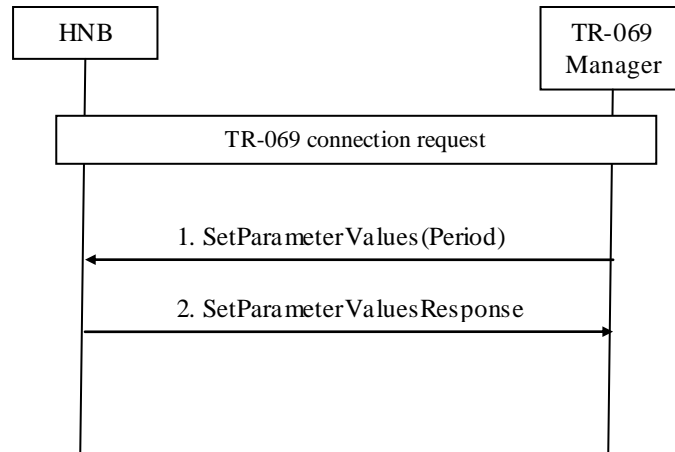 HNB
TR-069
Manager
TR-069 connection request
1. SetParameterValues(Period)
2. SetParameterValuesResponse